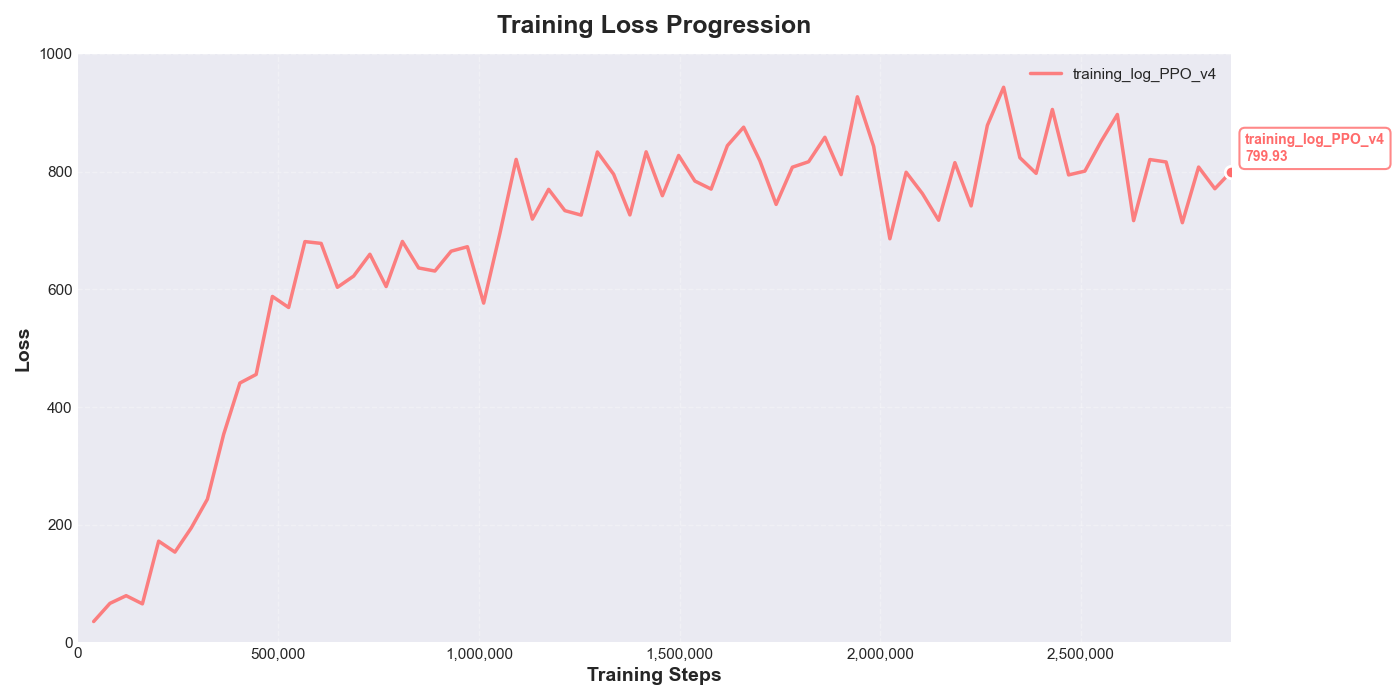 Training Loss Progression
1000
800
600
400
200
0
Loss
training_log_PPO_v4
training_log_PPO_v4
799.93
0
500,000
1,000,000
1,500,000
2,000,000
2,500,000
Training Steps